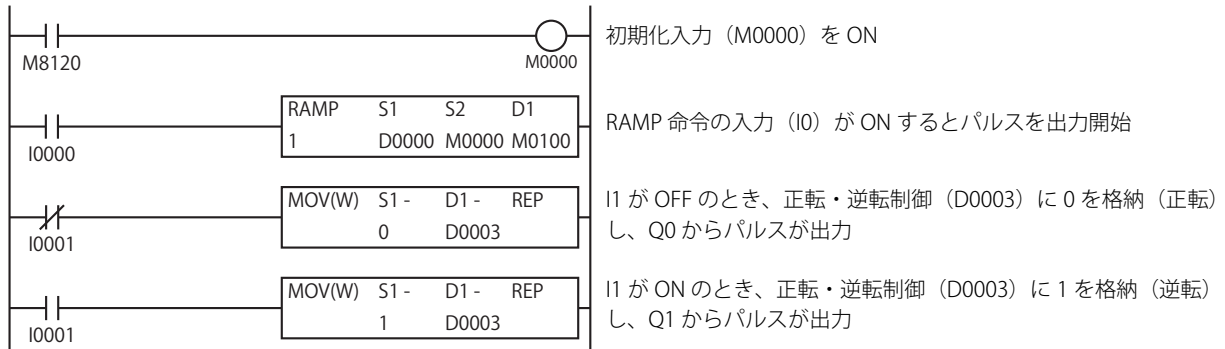 M8120
M0000
初期化入力（M0000）を ON
RAMP S1 S2 D1
1 D0000 M0000 M0100
I0000
RAMP 命令の入力（I0）が ON するとパルスを出力開始
MOV(W) S1 - D1 - REP
0 D0003
I0001
I1 が OFF のとき、正転・逆転制御（D0003）に 0 を格納（正転）
し、Q0 からパルスが出力
MOV(W) S1 - D1 - REP
1 D0003
I0001
I1 が ON のとき、正転・逆転制御（D0003）に 1 を格納（逆転）
し、Q1 からパルスが出力